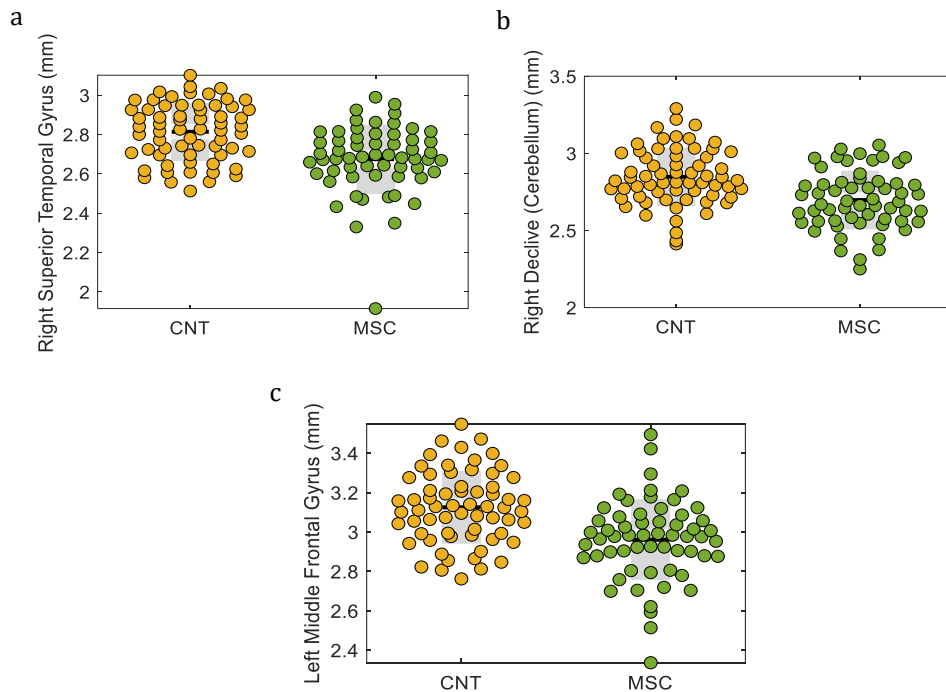 a
Right Superior Temporal Gyrus (mm)
3
2.8
2.6
2.4
2.2
2
CNT
MSC
b
Right Declive (Cerebellum) (mm)
3.5
3
2.5
2
CNT
MSC
c
Left Middle Frontal Gyrus (mm)
3.4
3.2
3
2.8
2.6
2.4
CNT
MSC